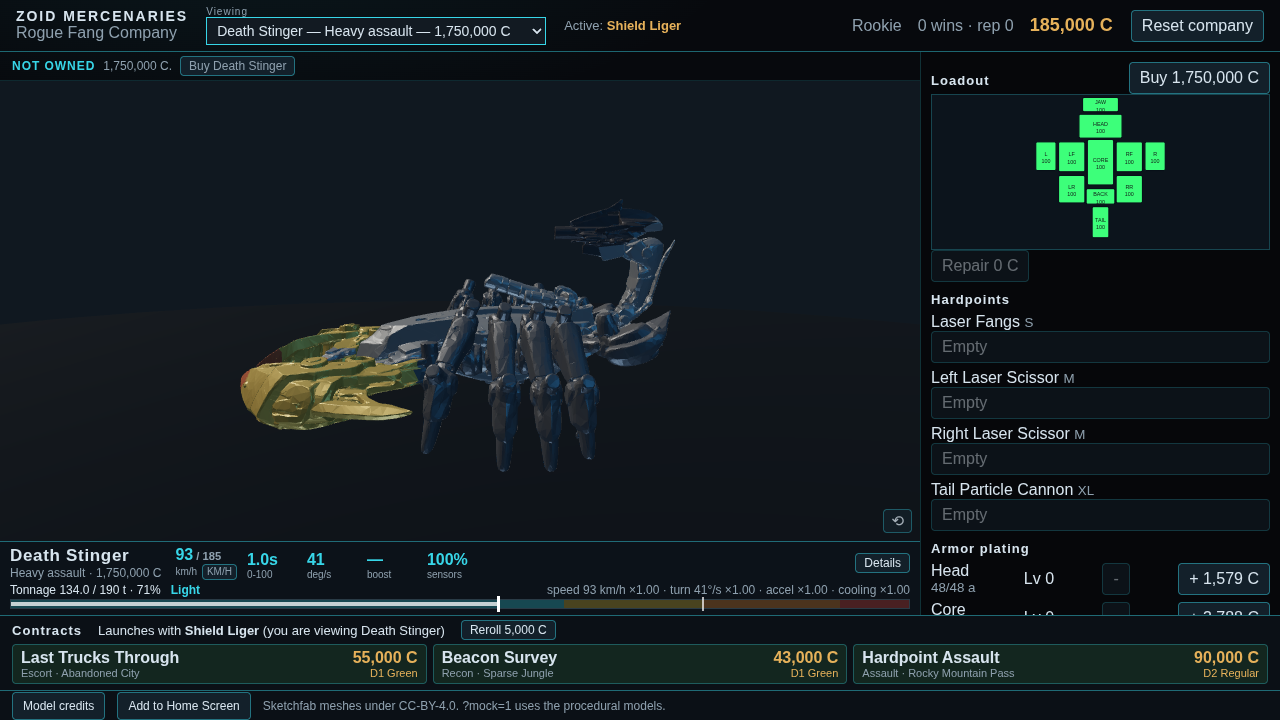 ZOID MERCENARIES
Rogue Fang Company
Viewing
Death Stinger — Heavy assault — 1,750,000 C
Active: Shield Liger
Rookie 0 wins · rep 0 185,000 C
Reset company
NOT OWNED 1,750,000 C. Buy Death Stinger
Loadout
Buy 1,750,000 C
JAW
100
HEAD
100
L
100
LF
100
CORE
100
RF
100
R
100
LR
100
BACK
100
RR
100
TAIL
100
Repair 0 C
Hardpoints
Laser Fangs S
Empty
Left Laser Scissor M
Empty
Right Laser Scissor M
Empty
Tail Particle Cannon XL
Empty
Armor plating
Head
48/48 a
Lv 0
-
+ 1,579 C
Core
⟲
Death Stinger
Heavy assault · 1,750,000 C
93 / 185
km/h KM/H
1.0s
0-100
41
deg/s
—
boost
100%
sensors
Details
Tonnage 134.0 / 190 t · 71% Light
speed 93 km/h ×1.00 · turn 41°/s ×1.00 · accel ×1.00 · cooling ×1.00
Contracts Launches with Shield Liger (you are viewing Death Stinger) Reroll 5,000 C
Last Trucks Through 55,000 C
Escort · Abandoned City D1 Green
Beacon Survey 43,000 C
Recon · Sparse Jungle D1 Green
Hardpoint Assault 90,000 C
Assault · Rocky Mountain Pass D2 Regular
Model credits
Add to Home Screen
Sketchfab meshes under CC-BY-4.0. ?mock=1 uses the procedural models.